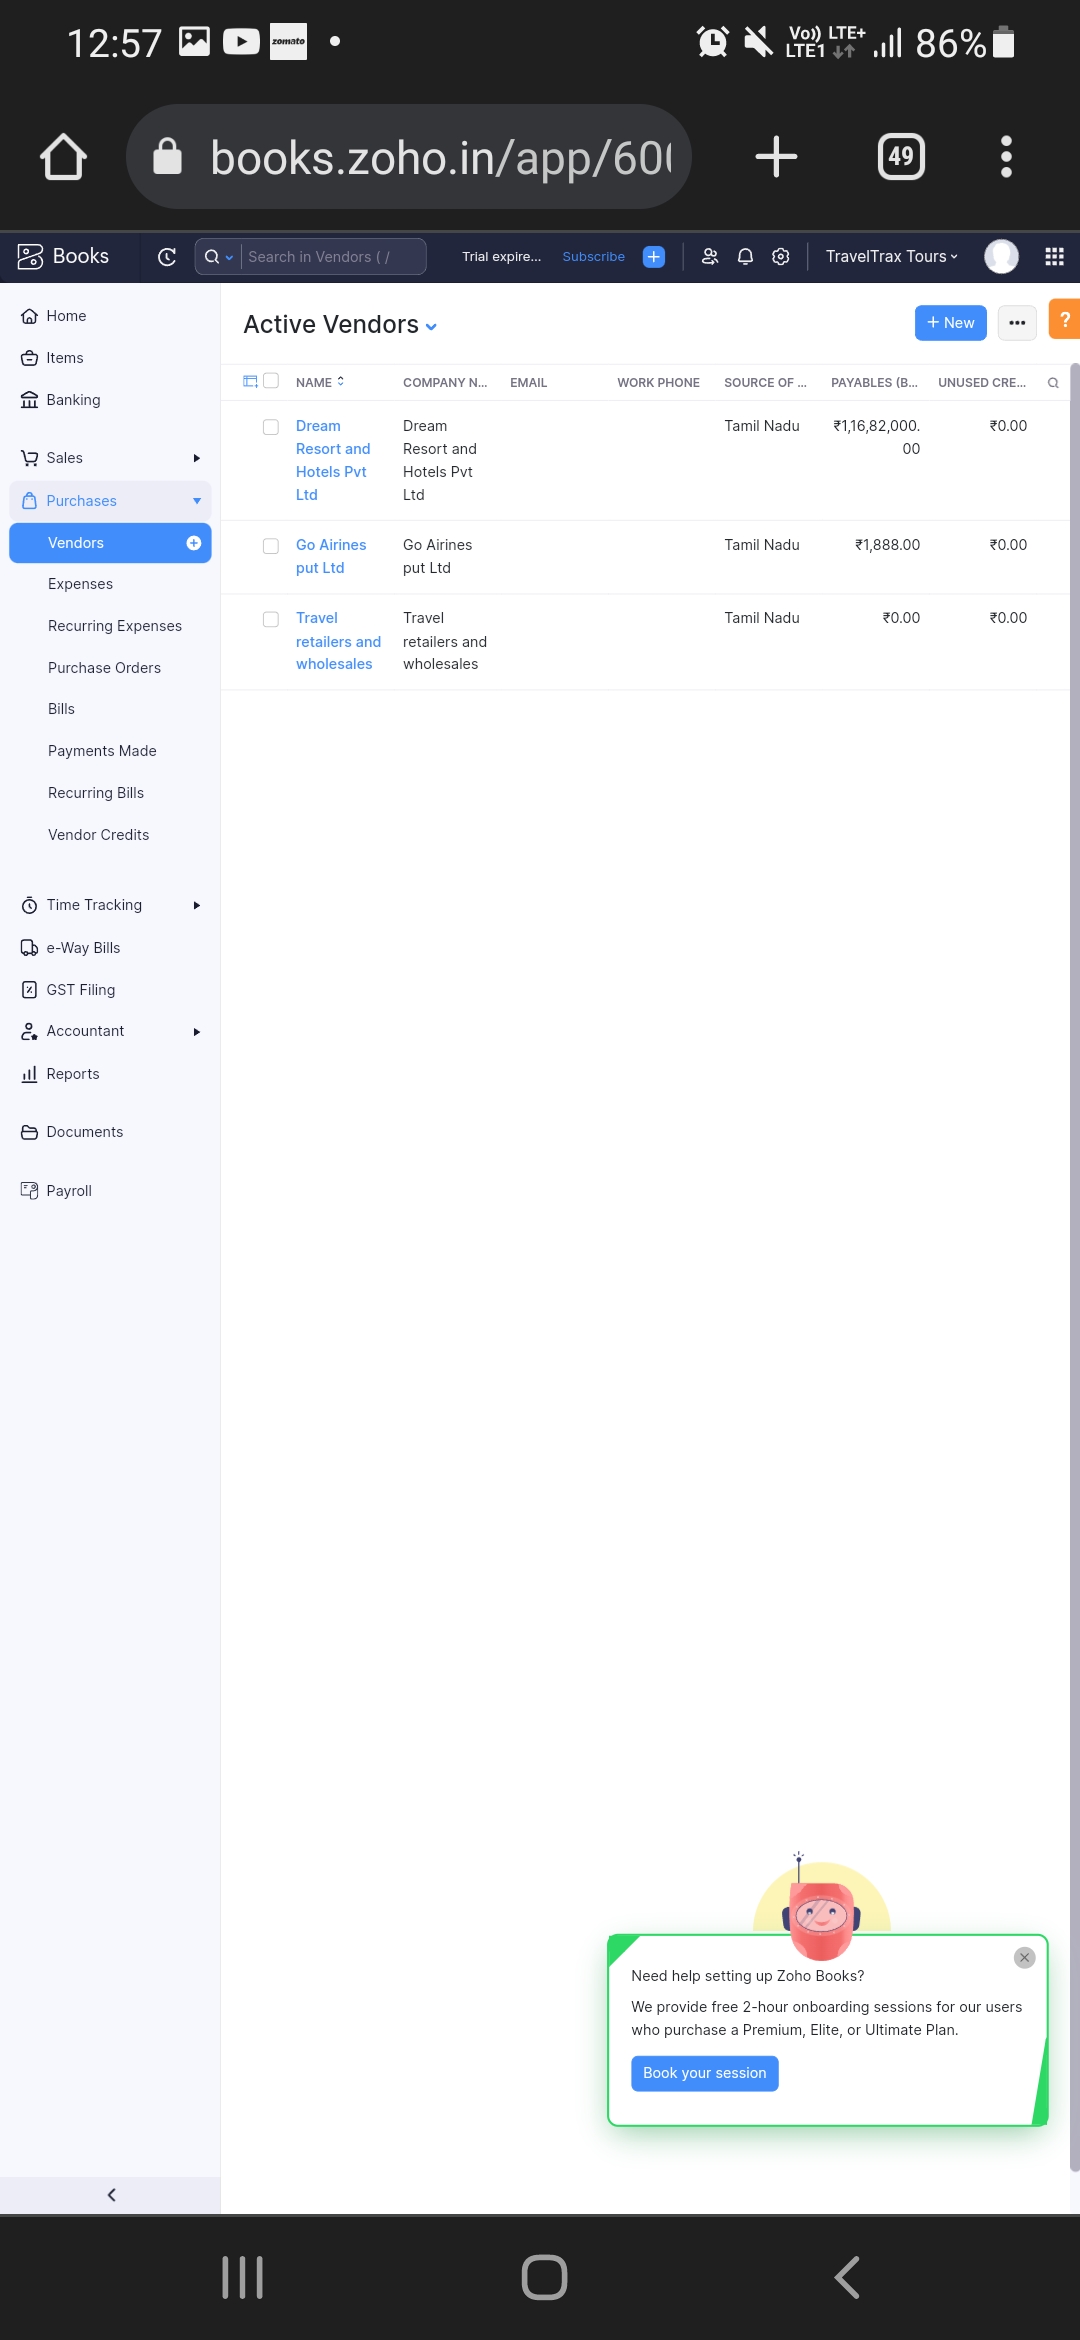 12:57
zomato
Vo)) LTE+
LTE1
86%
books.zoho.in/app/60
49
Books
Search in Vendors ( /
Trial expire...
Subscribe
TravelTrax Tours
Home
Items
Banking
Sales
Purchases
Vendors
Expenses
Recurring Expenses
Purchase Orders
Bills
Payments Made
Recurring Bills
Vendor Credits
Time Tracking
e-Way Bills
GST Filing
Accountant
Reports
Documents
Payroll
Active Vendors
+ New
?
NAME COMPANY N... EMAIL WORK PHONE SOURCE OF ... PAYABLES (B... UNUSED CRE...
Dream Dream Tamil Nadu ₹1,16,82,000. ₹0.00
Resort and Resort and 00
Hotels Pvt Hotels Pvt
Ltd Ltd
Go Airines Go Airines Tamil Nadu ₹1,888.00 ₹0.00
put Ltd put Ltd
Travel Travel Tamil Nadu ₹0.00 ₹0.00
retailers and retailers and
wholesales wholesales
Need help setting up Zoho Books?
We provide free 2-hour onboarding sessions for our users
who purchase a Premium, Elite, or Ultimate Plan.
Book your session